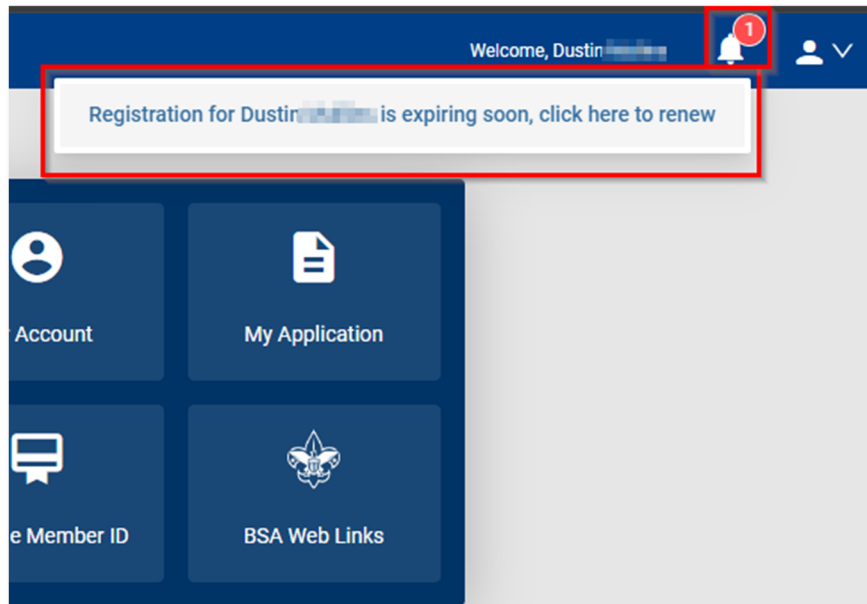 1
Welcome, Dustin
Registration for Dustin is expiring soon, click here to renew
Account
My Application
e Member ID
BSA Web Links